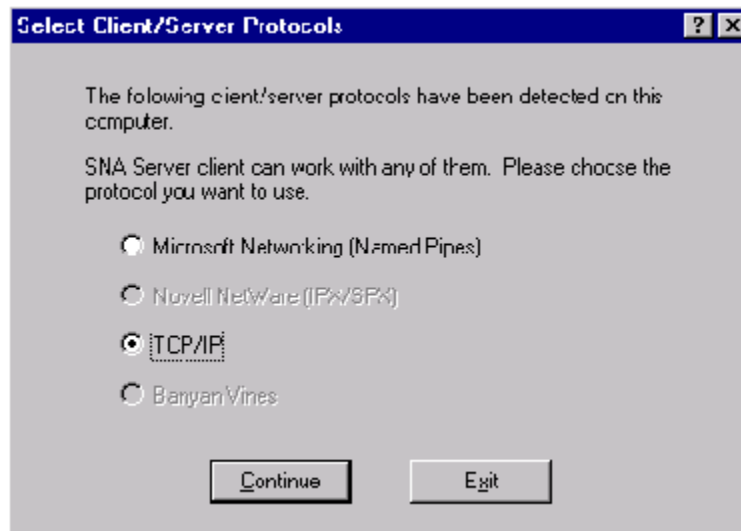 Select Client/Server Protocols
The following client/server protocols have been detected on this
computer.
SNA Server client can work with any of them. Please choose the
protocol you want to use.
Microsoft Networking (Named Pipes)
Novell NetWare (IPX/SPX)
TCP/IP
Banyan Vines
Continue
Exit